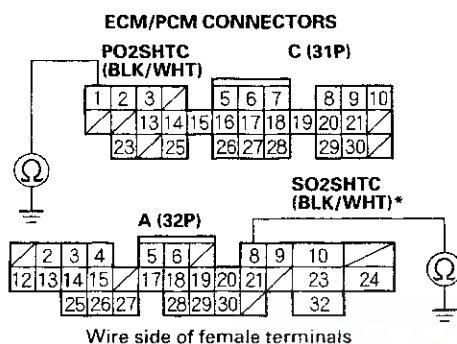 ECM/PCM CONNECTORS
PO2SHTC
(BLK/WHT)
C (31P)
1 2 3 5 6 7 8 9 10
13 14 15 16 17 18 19 20 21
23 25 26 27 28 29 30
Ω
SO2SHTC
(BLK/WHT)*
A (32P)
2 3 4 5 6 8 9 10
12 13 14 15 17 18 19 20 21 23 24
25 26 27 28 29 30 32
Ω
Wire side of female terminals